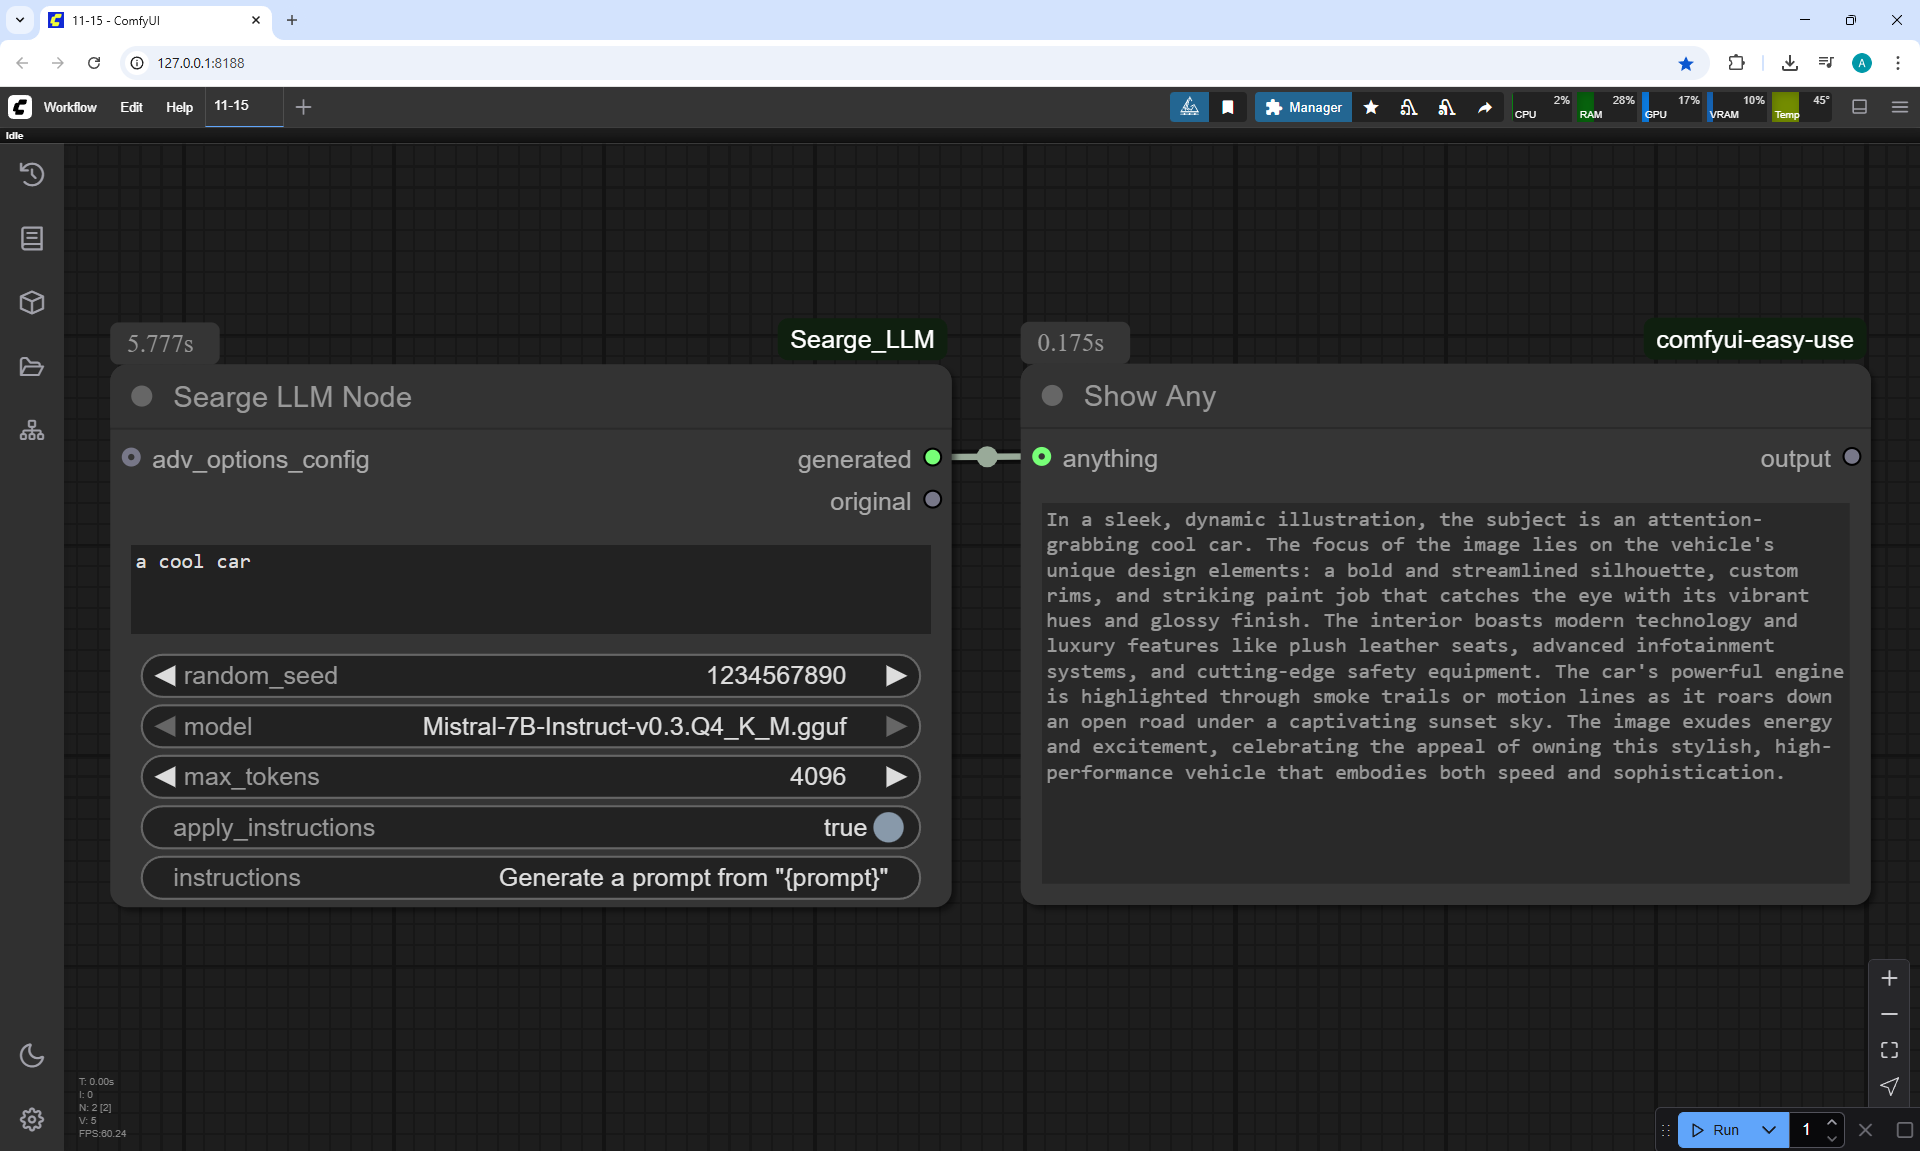 11-15 - ComfyUI
127.0.0.1:8188
Workflow Edit Help 11-15
Manager
CPU 2% RAM 28% GPU 17% VRAM 10% Temp 45°
Idle
5.777s
Searge_LLM
Searge LLM Node
adv_options_config
generated
original
a cool car
random_seed 1234567890
model Mistral-7B-Instruct-v0.3.Q4_K_M.gguf
max_tokens 4096
apply_instructions true
instructions Generate a prompt from "{prompt}"
0.175s
comfyui-easy-use
Show Any
anything
output
In a sleek, dynamic illustration, the subject is an attention-
grabbing cool car. The focus of the image lies on the vehicle's
unique design elements: a bold and streamlined silhouette, custom
rims, and striking paint job that catches the eye with its vibrant
hues and glossy finish. The interior boasts modern technology and
luxury features like plush leather seats, advanced infotainment
systems, and cutting-edge safety equipment. The car's powerful engine
is highlighted through smoke trails or motion lines as it roars down
an open road under a captivating sunset sky. The image exudes energy
and excitement, celebrating the appeal of owning this stylish, high-
performance vehicle that embodies both speed and sophistication.
T: 0.00s
I: 0
N: 2 [2]
V: 5
FPS:60.24
Run 1
A